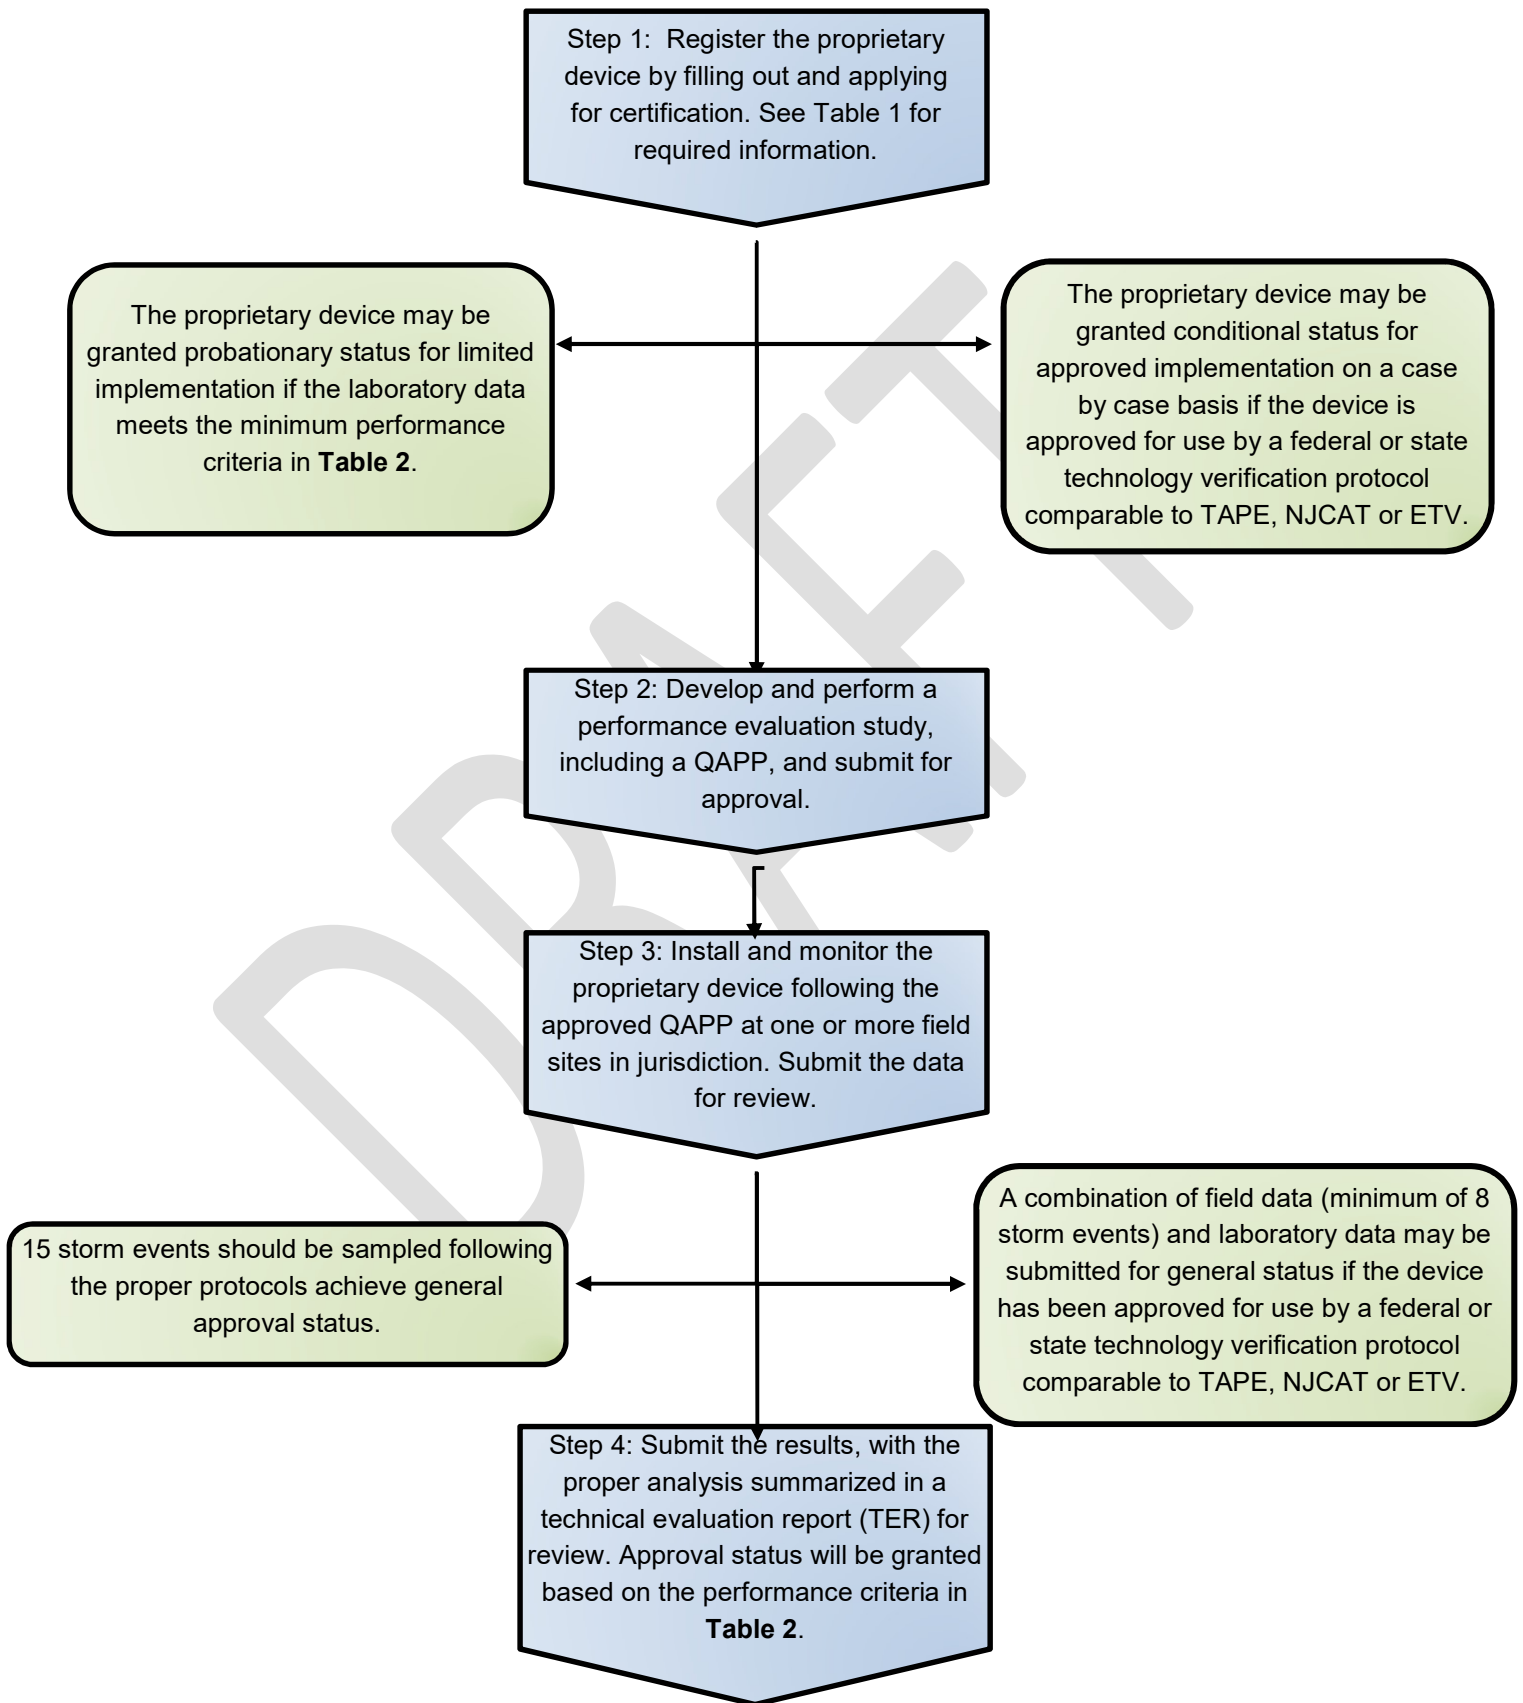 Step 1:  Register the proprietary
device by filling out and applying
for certification. See Table 1 for
required information.
The proprietary device may be
granted probationary status for limited
implementation if the laboratory data
meets the minimum performance
criteria in Table 2.
The proprietary device may be
granted conditional status for
approved implementation on a case
by case basis if the device is
approved for use by a federal or state
technology verification protocol
comparable to TAPE, NJCAT or ETV.
DRAFT
Step 2: Develop and perform a
performance evaluation study,
including a QAPP, and submit for
approval.
Step 3: Install and monitor the
proprietary device following the
approved QAPP at one or more field
sites in jurisdiction. Submit the data
for review.
15 storm events should be sampled following
the proper protocols achieve general
approval status.
A combination of field data (minimum of 8
storm events) and laboratory data may be
submitted for general status if the device
has been approved for use by a federal or
state technology verification protocol
comparable to TAPE, NJCAT or ETV.
Step 4: Submit the results, with the
proper analysis summarized in a
technical evaluation report (TER) for
review. Approval status will be granted
based on the performance criteria in
Table 2.